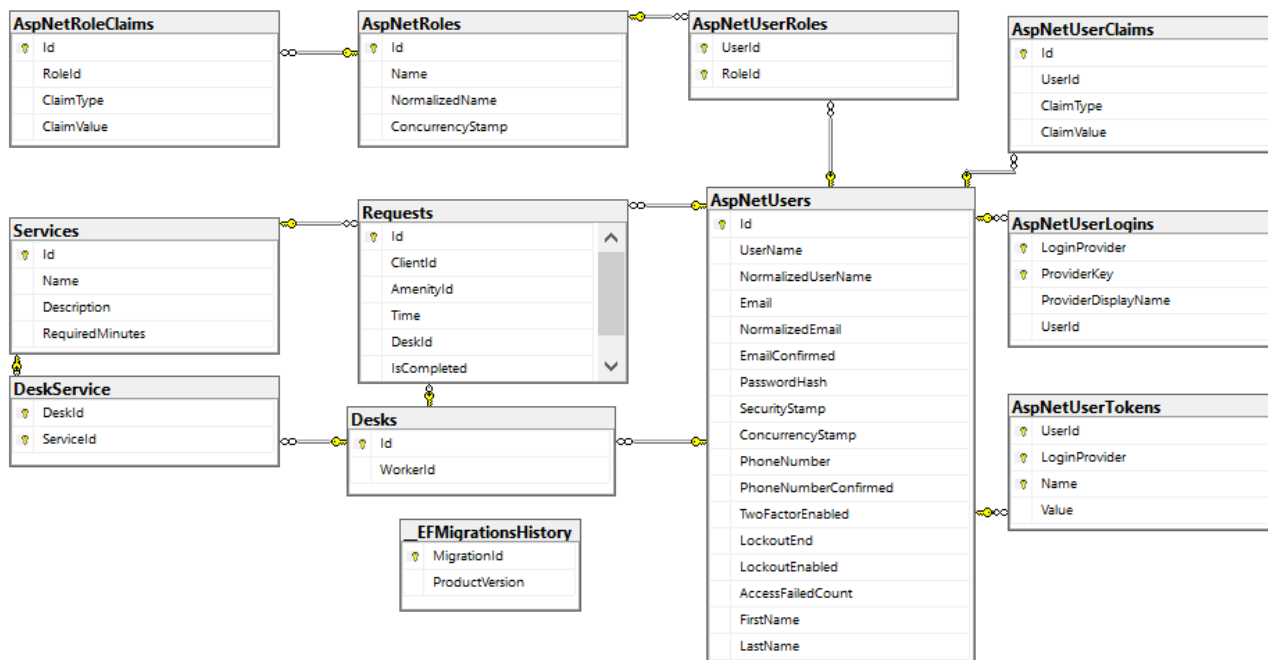 AspNetRoleClaims
Id
RoleId
ClaimType
ClaimValue
AspNetRoles
Id
Name
NormalizedName
ConcurrencyStamp
AspNetUserRoles
UserId
RoleId
AspNetUserClaims
Id
UserId
ClaimType
ClaimValue
Services
Id
Name
Description
RequiredMinutes
Requests
Id
ClientId
AmenityId
Time
DeskId
IsCompleted
AspNetUsers
Id
UserName
NormalizedUserName
Email
NormalizedEmail
EmailConfirmed
PasswordHash
SecurityStamp
ConcurrencyStamp
PhoneNumber
PhoneNumberConfirmed
TwoFactorEnabled
LockoutEnd
LockoutEnabled
AccessFailedCount
FirstName
LastName
AspNetUserLogins
LoginProvider
ProviderKey
ProviderDisplayName
UserId
DeskService
DeskId
ServiceId
Desks
Id
WorkerId
AspNetUserTokens
UserId
LoginProvider
Name
Value
__EFMigrationsHistory
MigrationId
ProductVersion